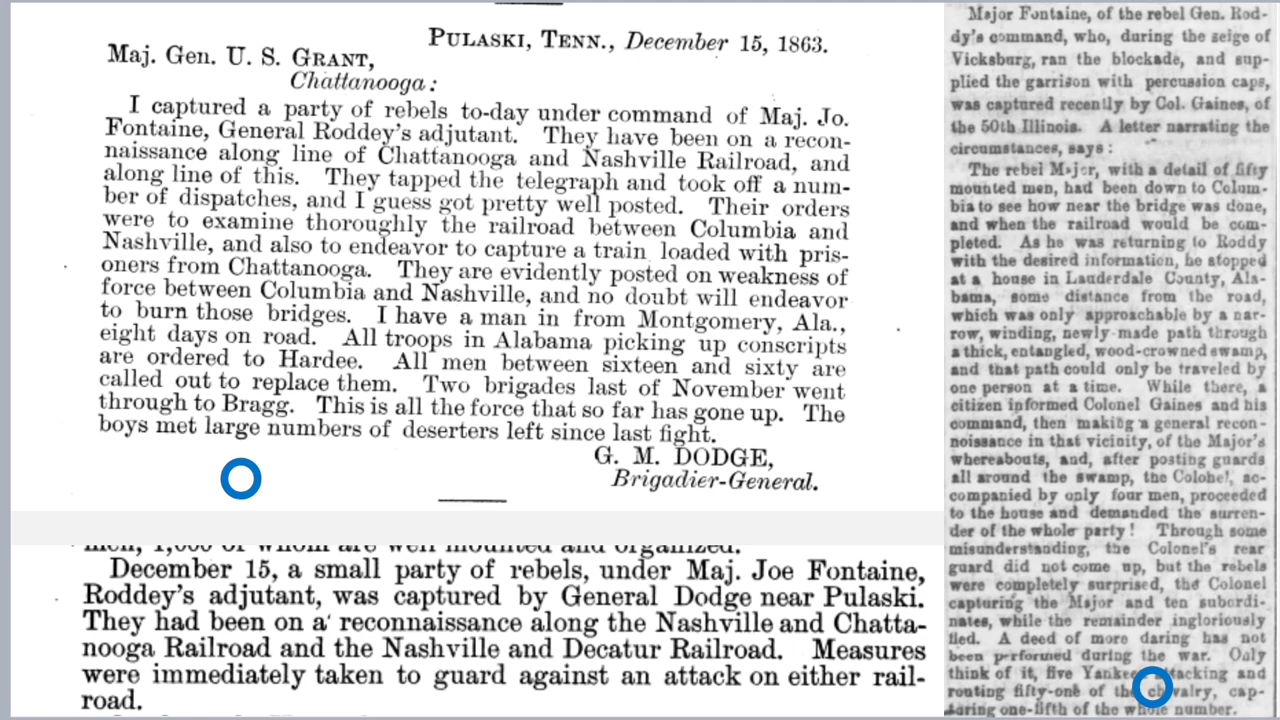 PULASKI, TENN., December 15, 1863.
Maj. Gen. U. S. GRANT,
Chattanooga:
I captured a party of rebels to-day under command of Maj. Jo.
Fontaine, General Roddey's adjutant. They have been on a recon-
naissance along line of Chattanooga and Nashville Railroad, and
along line of this. They tapped the telegraph and took off a num-
ber of dispatches, and I guess got pretty well posted. Their orders
were to examine thoroughly the railroad between Columbia and
Nashville, and also to endeavor to capture a train loaded with pris-
oners from Chattanooga. They are evidently posted on weakness of
force between Columbia and Nashville, and no doubt will endeavor
to burn those bridges. I have a man in from Montgomery, Ala.,
eight days on road. All troops in Alabama picking up conscripts
are ordered to Hardee. All men between sixteen and sixty are
called out to replace them. Two brigades last of November went
through to Bragg. This is all the force that so far has gone up. The
boys met large numbers of deserters left since last fight.
G. M. DODGE,
Brigadier-General.
men, 1,000 of whom are well mounted and organized.
December 15, a small party of rebels, under Maj. Joe Fontaine,
Roddey's adjutant, was captured by General Dodge near Pulaski.
They had been on a reconnaissance along the Nashville and Chatta-
nooga Railroad and the Nashville and Decatur Railroad. Measures
were immediately taken to guard against an attack on either rail-
road.
Major Fontaine, of the rebel Gen. Rod-
dy's command, who, during the seige of
Vicksburg, ran the blockade, and sup-
plied the garrison with percussion caps,
was captured recently by Col. Gaines, of
the 50th Illinois. A letter narrating the
circumstances, says:
The rebel Major, with a detail of fifty
mounted men, had been down to Colum-
bia to see how near the bridge was done,
and when the railroad would be com-
pleted. As he was returning to Roddy
with the desired information, he stopped
at a house in Lauderdale County, Ala-
bama, some distance from the road,
which was only approachable by a nar-
row, winding, newly-made path through
a thick, entangled, wood-crowned swamp,
and that path could only be traveled by
one person at a time. While there, a
citizen informed Colonel Gaines and his
command, then making a general recon-
noissance in that vicinity, of the Major's
whereabouts, and, after posting guards
all around the swamp, the Colonel, ac-
companied by only four men, proceeded
to the house and demanded the surren-
der of the whole party! Through some
misunderstanding, the Colonel's rear
guard did not come up, but the rebels
were completely surprised, the Colonel
capturing the Major and ten subordi-
nates, while the remainder ingloriously
fled. A deed of more daring has not
been performed during the war. Only
think of it, five Yankees attacking and
routing fifty-one of the chivalry, cap-
turing one-fifth of the whole number.